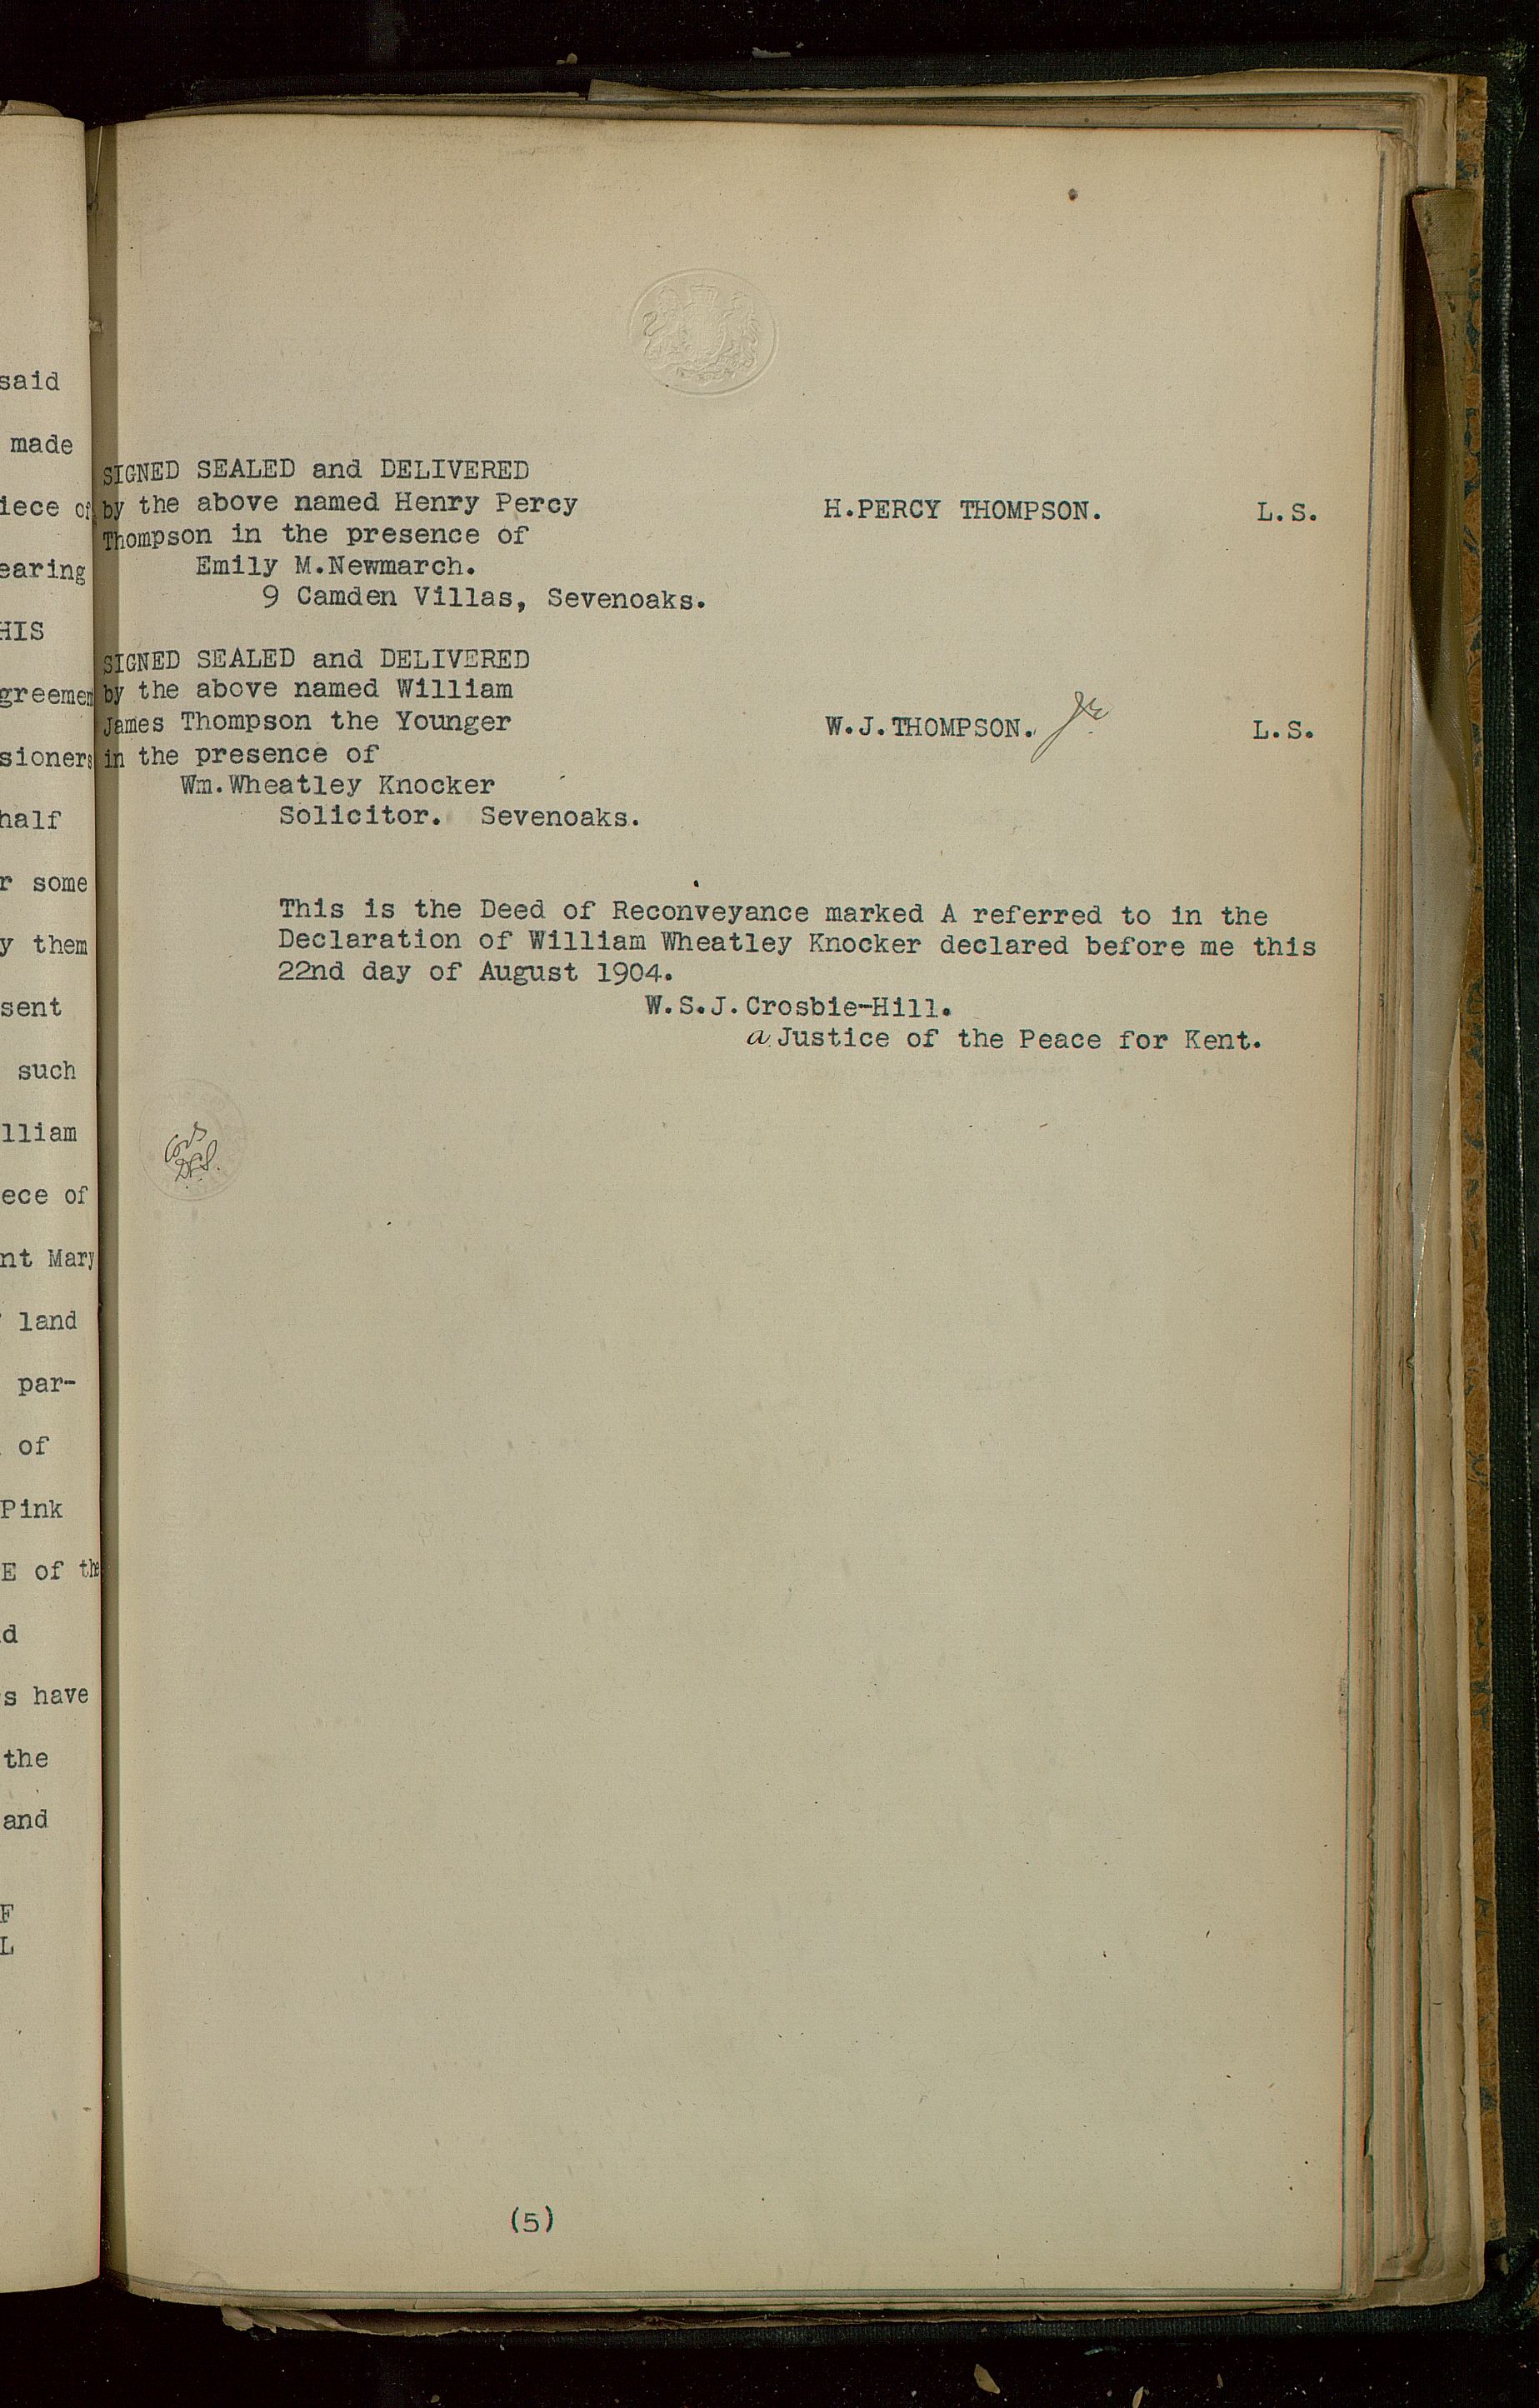 said
made
iece of
earing
HIS
greemen
sioners
half
r some
y them
sent
such
lliam
ece of
nt Mary
land
par-
of
Pink
E of the
d
s have
the
and
F
L
SIGNED SEALED and DELIVERED
by the above named Henry Percy H.PERCY THOMPSON. L.S.
Thompson in the presence of
Emily M.Newmarch.
9 Camden Villas, Sevenoaks.
SIGNED SEALED and DELIVERED
by the above named William
James Thompson the Younger W.J.THOMPSON. Jr L.S.
in the presence of
Wm.Wheatley Knocker
Solicitor. Sevenoaks.
This is the Deed of Reconveyance marked A referred to in the
Declaration of William Wheatley Knocker declared before me this
22nd day of August 1904.
W.S.J.Crosbie-Hill.
a Justice of the Peace for Kent.
(5)